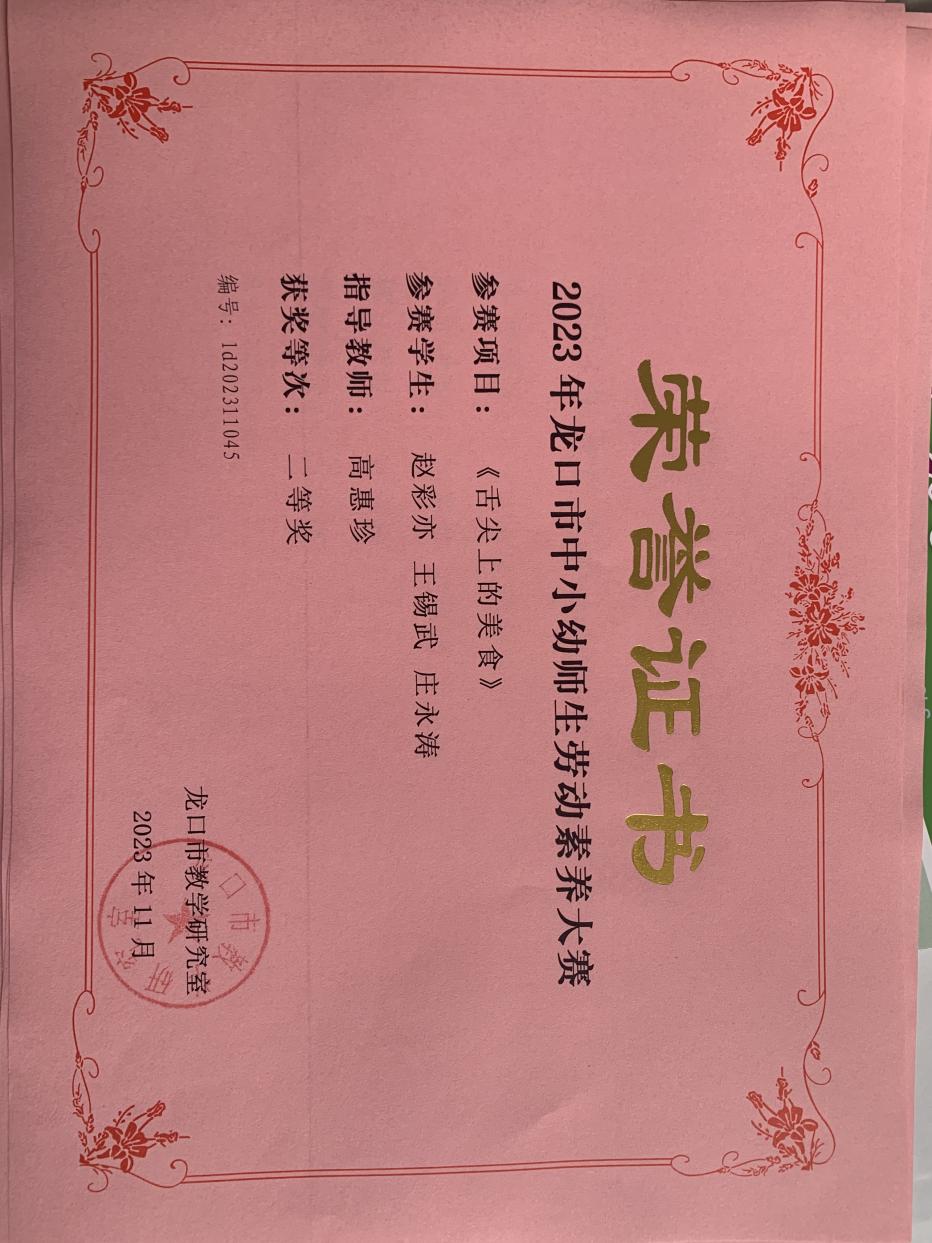 荣誉证书
2023年龙口市中小幼师生劳动素养大赛
参赛项目：《舌尖上的美食》
参赛学生：赵彩亦 王锡武 庄永涛
指导教师：高惠珍
获奖等次：二等奖
编号：1d202311045
龙口市教学研究室
2023年11月